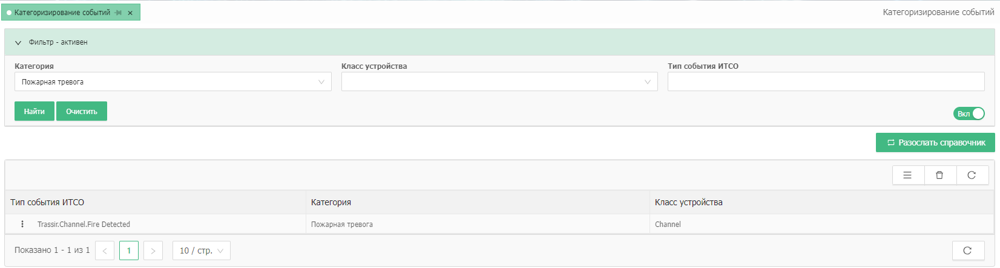 Категоризирование событий
Категоризирование событий
Фильтр - активен
Категория
Класс устройства
Тип события ИТСО
Пожарная тревога
Найти
Очистить
Вкл
Разослать справочник
Тип события ИТСО
Категория
Класс устройства
Trassir.Channel.Fire Detected
Пожарная тревога
Channel
Показано 1 - 1 из 1
1
10 / стр.